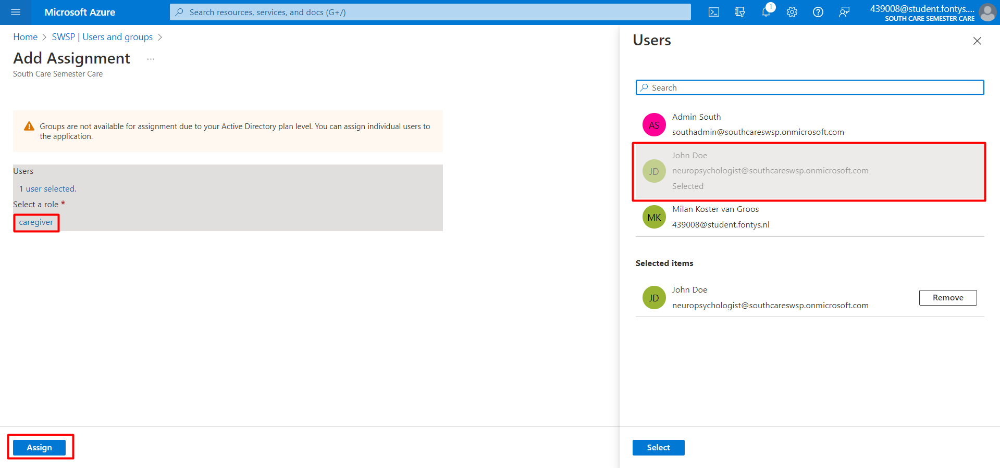 Microsoft Azure
Search resources, services, and docs (G+/)
1
439008@student.fontys....
SOUTH CARE SEMESTER CARE
Home > SWSP | Users and groups >
Add Assignment ...
South Care Semester Care
Groups are not available for assignment due to your Active Directory plan level. You can assign individual users to
the application.
Users
1 user selected.
Select a role *
caregiver
Assign
Users
Search
AS
Admin South
southadmin@southcareswsp.onmicrosoft.com
JD
John Doe
neuropsychologist@southcareswsp.onmicrosoft.com
Selected
MK
Milan Koster van Groos
439008@student.fontys.nl
Selected items
JD
John Doe
neuropsychologist@southcareswsp.onmicrosoft.com
Remove
Select